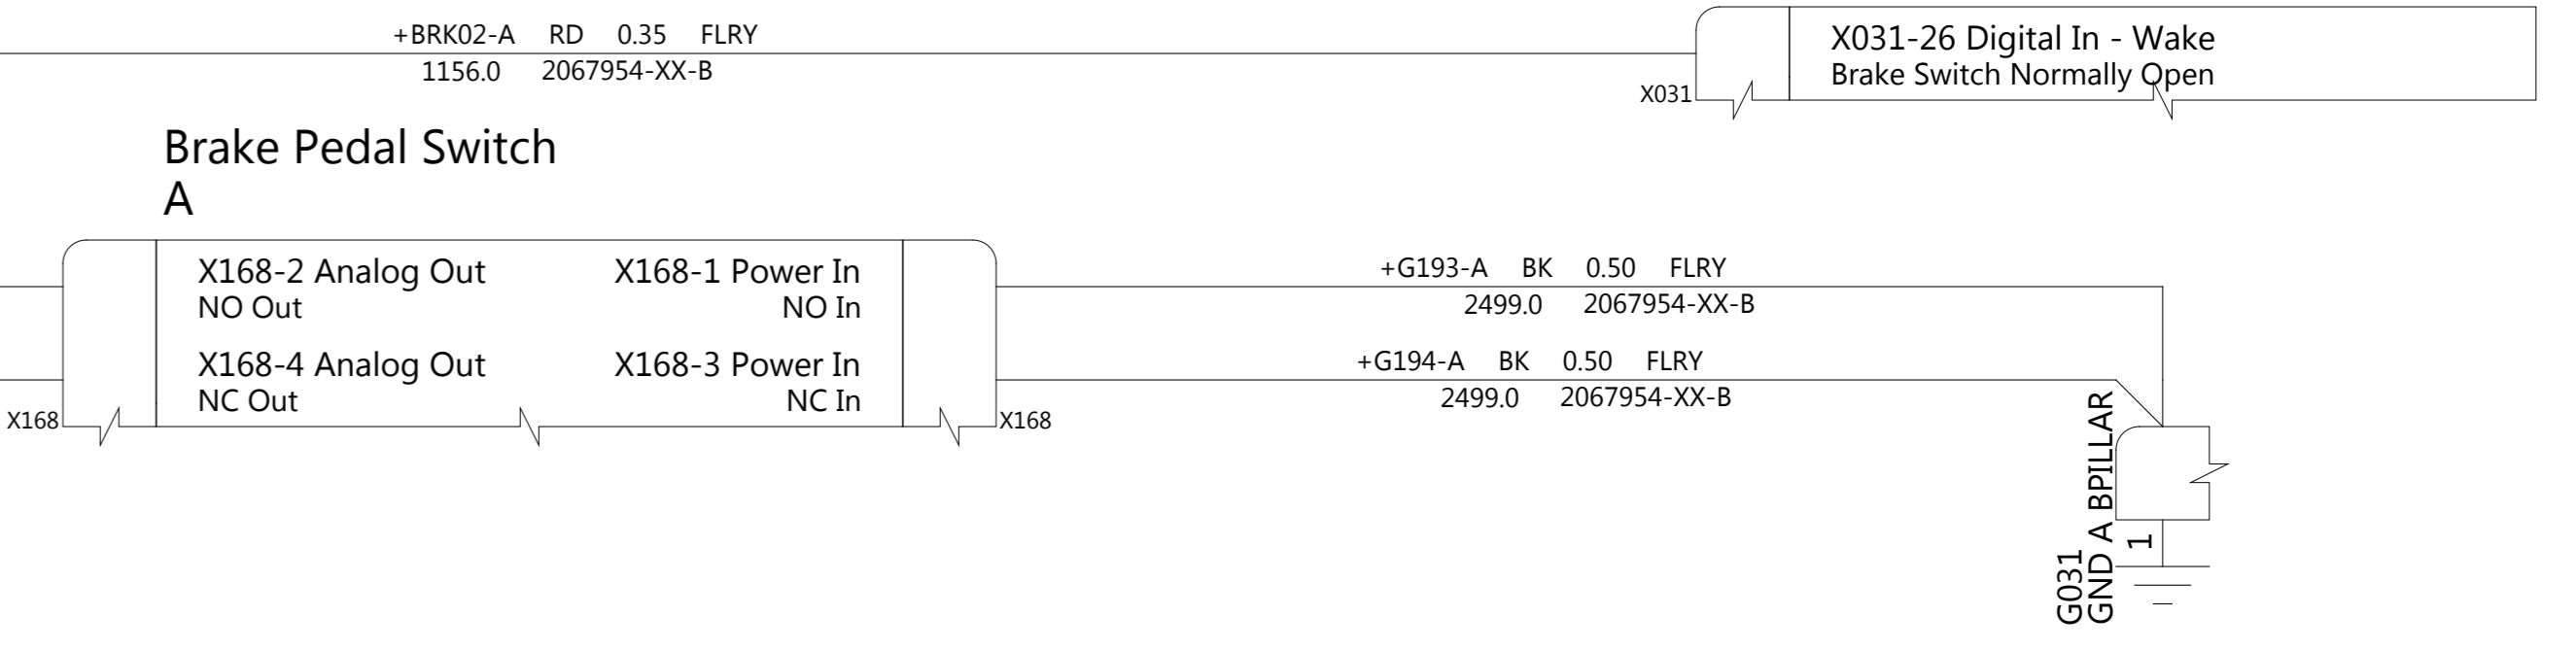 +BRK02-A RD 0.35 FLRY
1156.0 2067954-XX-B
X031
X031-26 Digital In - Wake
Brake Switch Normally Open
Brake Pedal Switch
A
X168-2 Analog Out
NO Out
X168-1 Power In
NO In
X168-4 Analog Out
NC Out
X168-3 Power In
NC In
X168
X168
+G193-A BK 0.50 FLRY
2499.0 2067954-XX-B
+G194-A BK 0.50 FLRY
2499.0 2067954-XX-B
G031
GND A BPILLAR
1